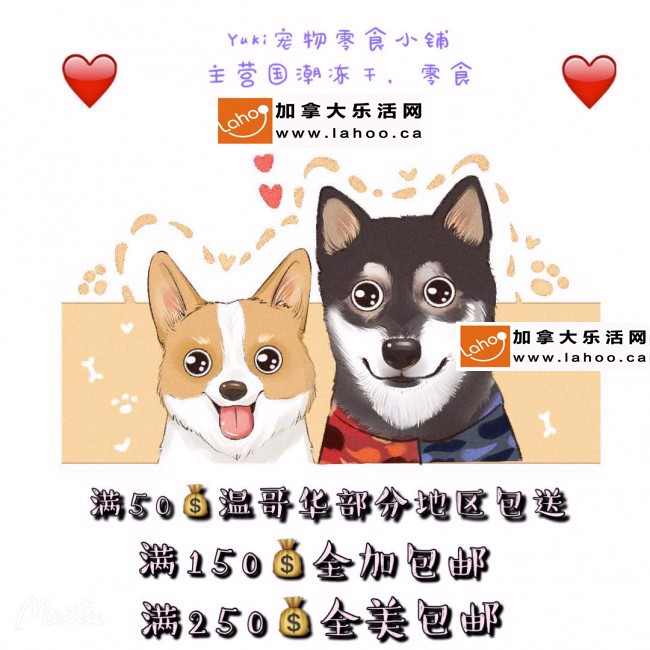 Yuki宠物零食小铺
主营国潮冻干、零食
Lahoo 加拿大乐活网
www.lahoo.ca
Lahoo 加拿大乐活网
www.lahoo.ca
满50💰温哥华部分地区包送
满150💰全加包邮
满250💰全美包邮
Meitu